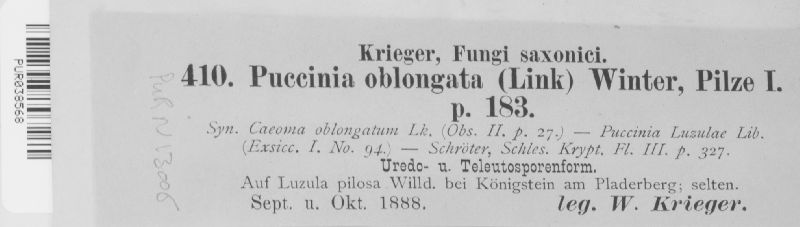 PUR038568
PUR N 13006
Krieger, Fungi saxonici.
410. Puccinia oblongata (Link) Winter, Pilze I.
p. 183.
Syn. Caeoma oblongatum Lk. (Obs. II. p. 27.) — Puccinia Luzulae Lib.
(Exsicc. I. No. 94.) — Schröter, Schles. Krypt. Fl. III. p. 327.
Uredo- u. Teleutosporenform.
Auf Luzula pilosa Willd. bei Königstein am Pladerberg; selten.
Sept. u. Okt. 1888. leg. W. Krieger.